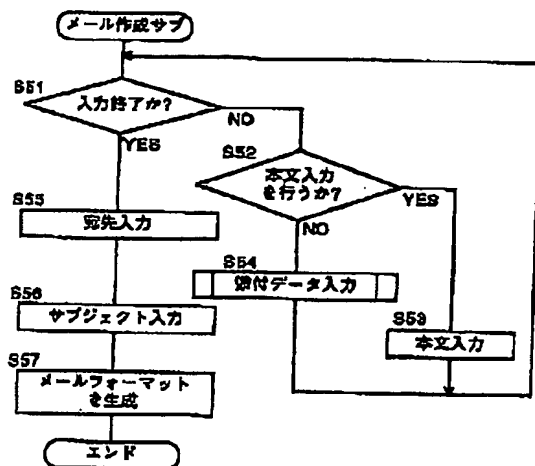 メール作成サブ
S51
入力終了か?
NO
YES
S52
本文入力
を行うか?
YES
NO
S55
宛先入力
S54
添付データ入力
S56
サブジェクト入力
S53
本文入力
S57
メールフォーマット
を生成
エンド